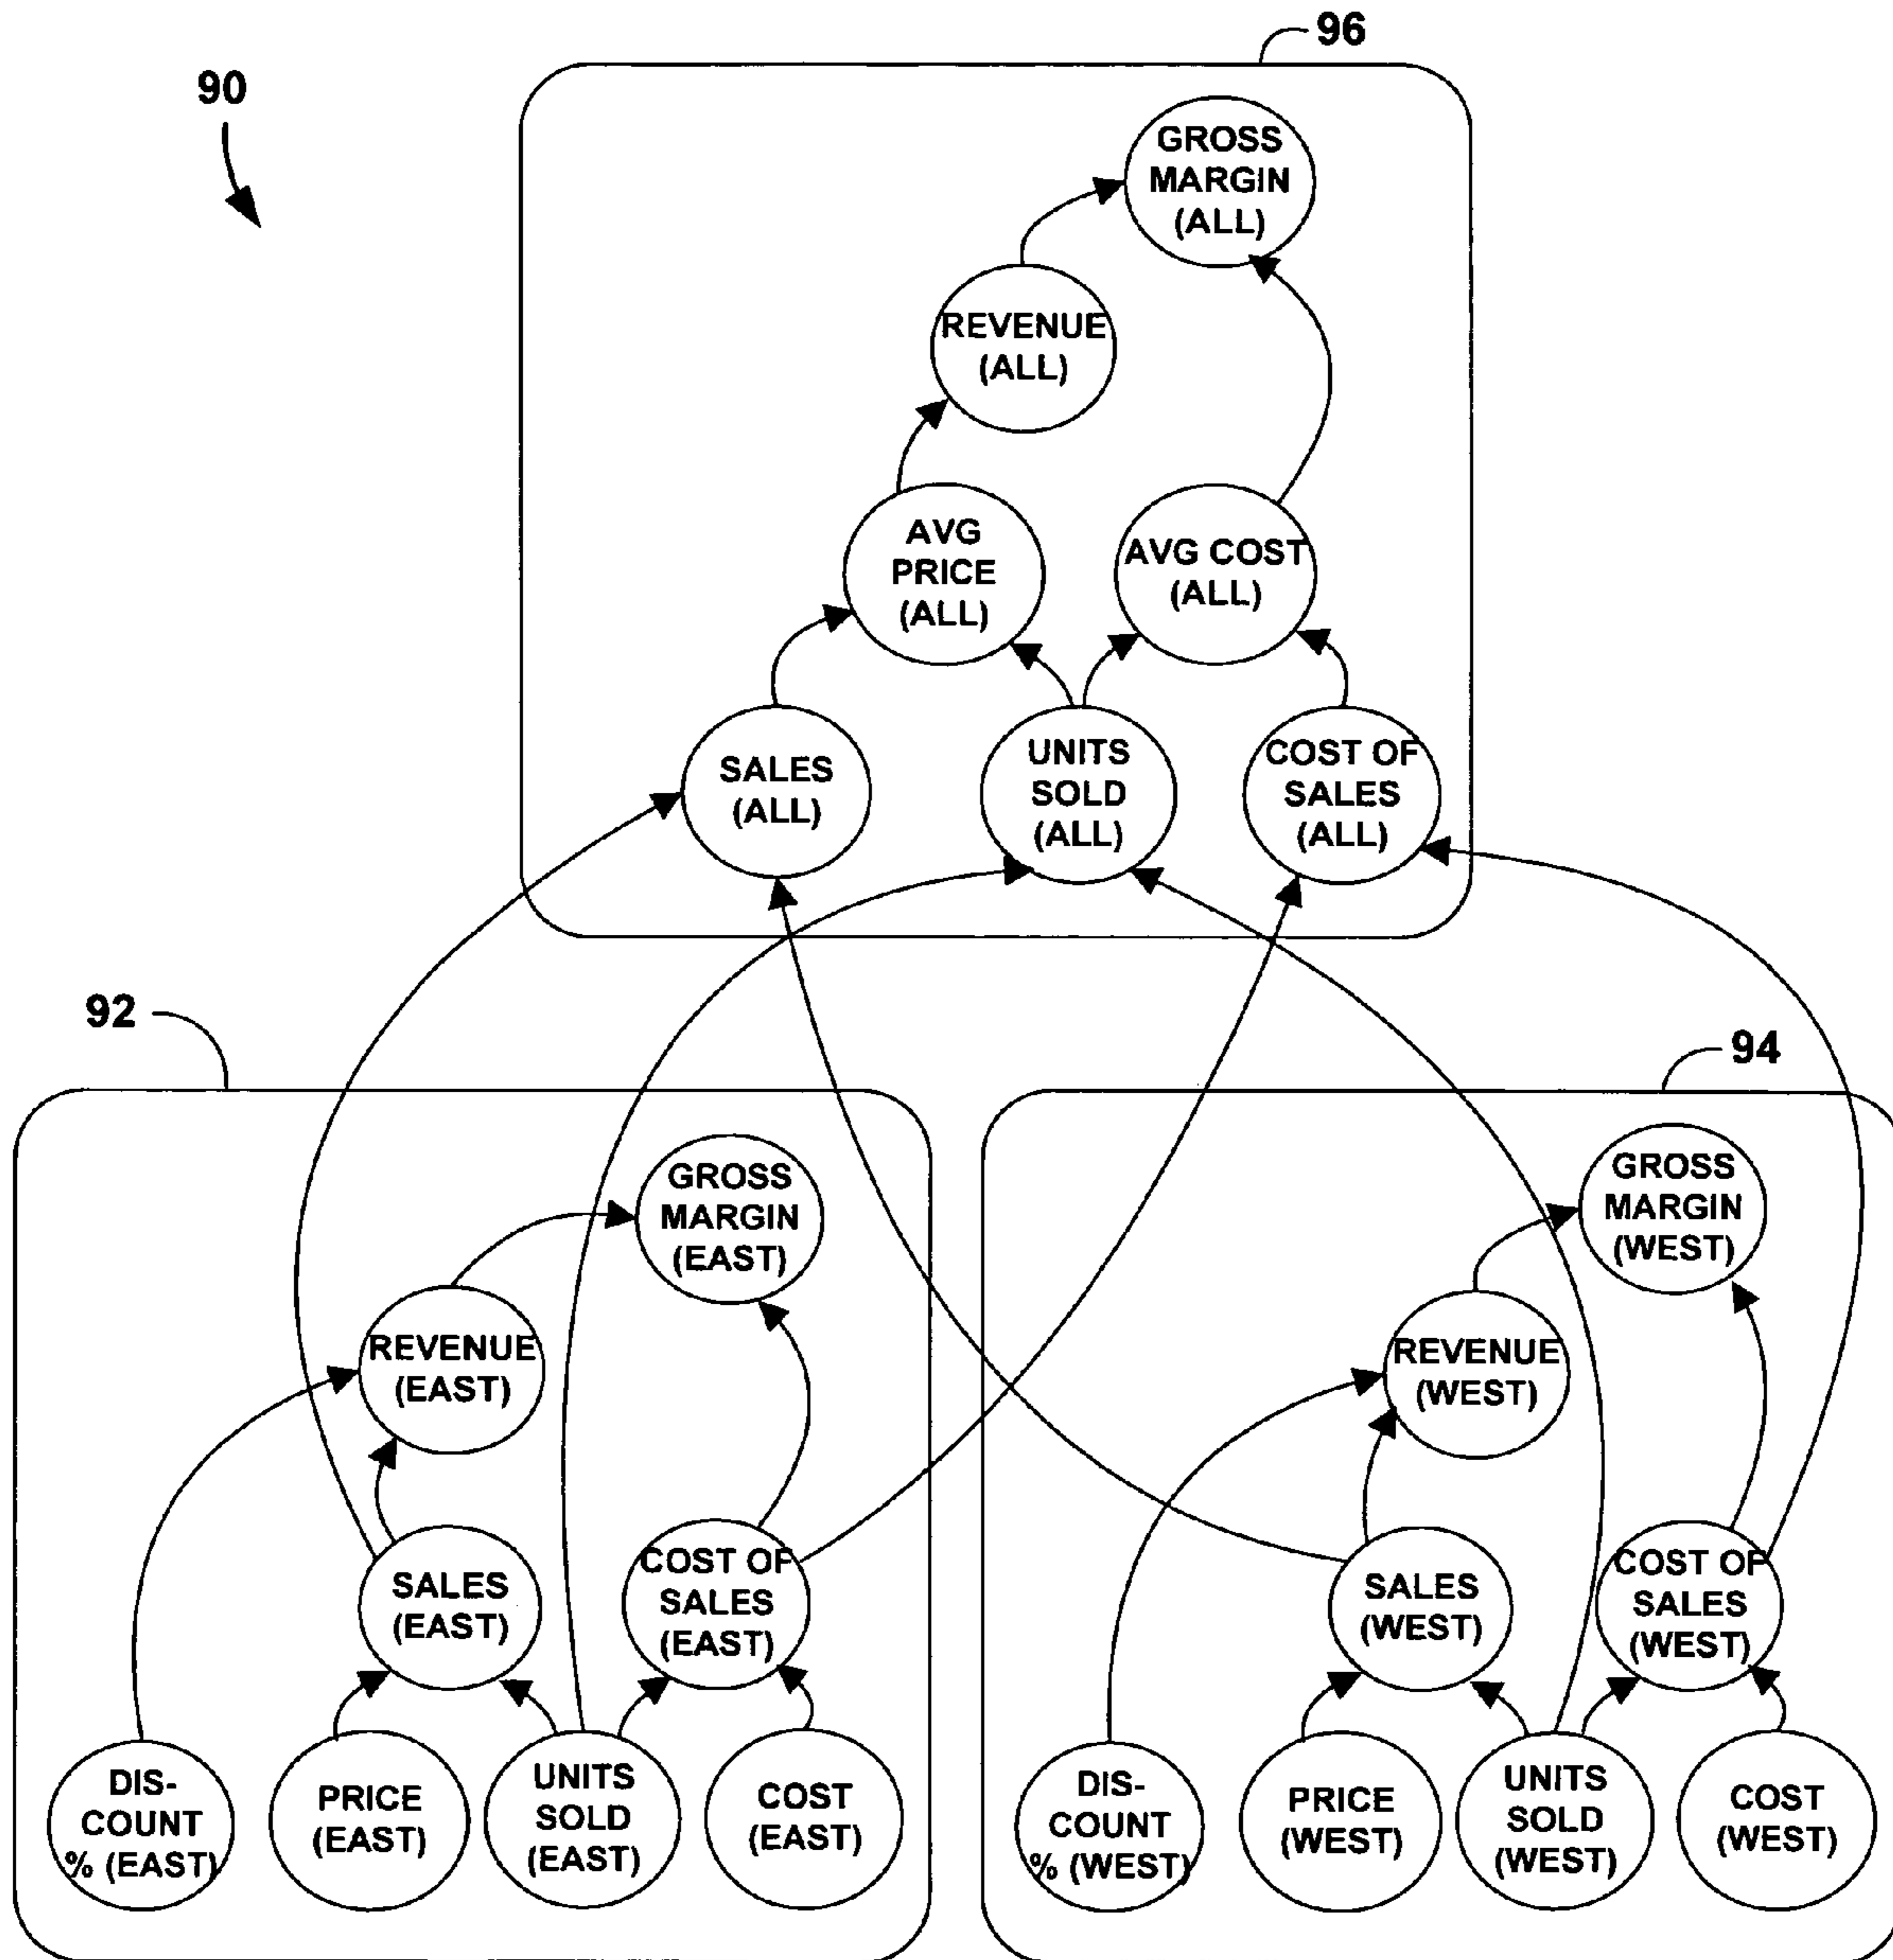 96
90
GROSS
MARGIN
(ALL)
REVENUE
(ALL)
AVG
PRICE
(ALL)
AVG COST
(ALL)
SALES
(ALL)
UNITS
SOLD
(ALL)
COST OF
SALES
(ALL)
92
94
GROSS
MARGIN
(EAST)
REVENUE
(EAST)
SALES
(EAST)
COST OF
SALES
(EAST)
DIS-
COUNT
% (EAST)
PRICE
(EAST)
UNITS
SOLD
(EAST)
COST
(EAST)
GROSS
MARGIN
(WEST)
REVENUE
(WEST)
SALES
(WEST)
COST OF
SALES
(WEST)
DIS-
COUNT
% (WEST)
PRICE
(WEST)
UNITS
SOLD
(WEST)
COST
(WEST)